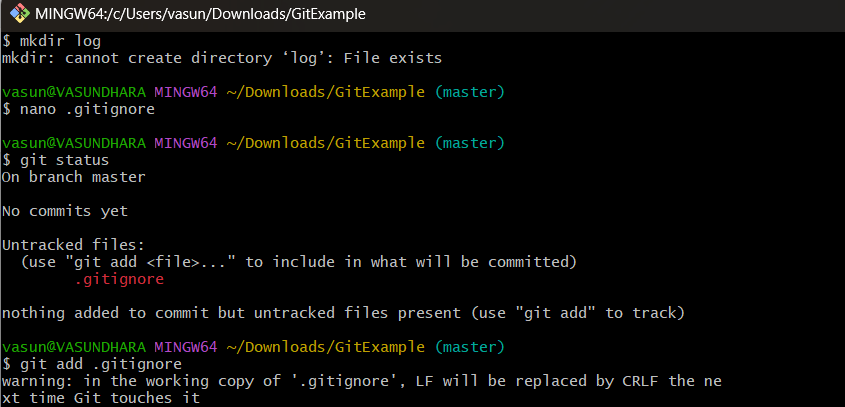 MINGW64:/c/Users/vasun/Downloads/GitExample
$ mkdir log
mkdir: cannot create directory ‘log’: File exists
vasun@VASUNDHARA MINGW64 ~/Downloads/GitExample (master)
$ nano .gitignore
vasun@VASUNDHARA MINGW64 ~/Downloads/GitExample (master)
$ git status
On branch master
No commits yet
Untracked files:
  (use "git add <file>..." to include in what will be committed)
        .gitignore
nothing added to commit but untracked files present (use "git add" to track)
vasun@VASUNDHARA MINGW64 ~/Downloads/GitExample (master)
$ git add .gitignore
warning: in the working copy of '.gitignore', LF will be replaced by CRLF the ne
xt time Git touches it